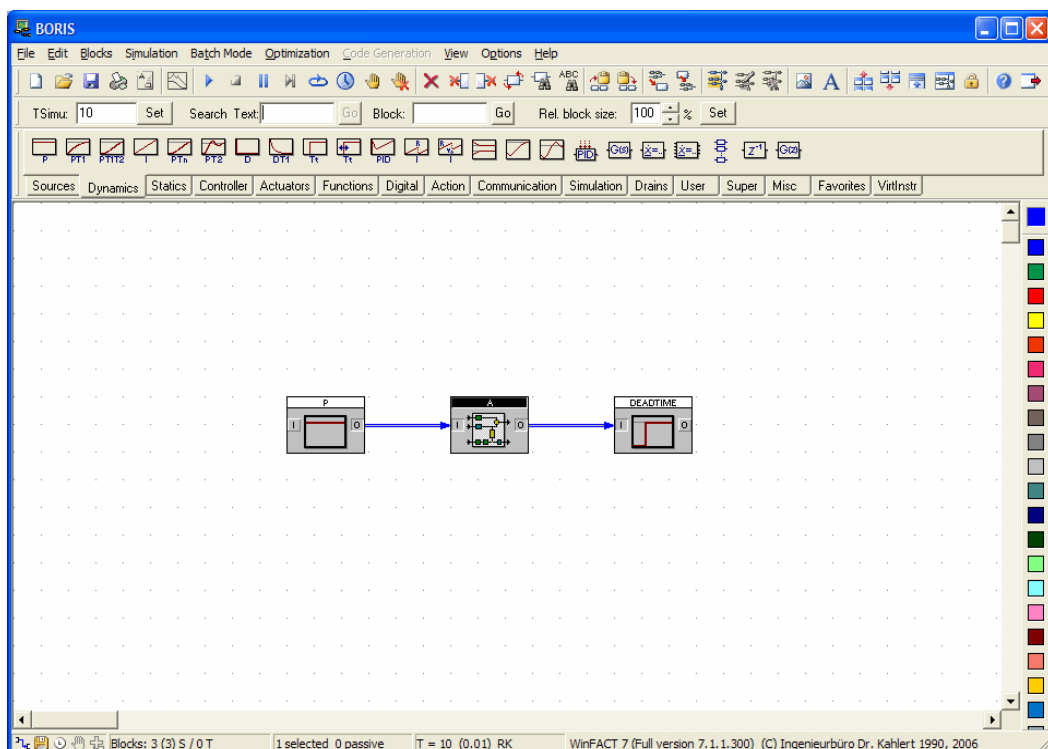 BORIS
File Edit Blocks Simulation Batch Mode Optimization Code Generation View Options Help
ABC
TSimu: 10 Set Search Text: Go Block: Go Rel. block size: 100 % Set
P PT1 PT1T2 I PTn PT2 D DT1 Tt Tt PID I I PID G(s) ẋ=.. ẋ=.. Z⁻¹ G(z)
Sources Dynamics Statics Controller Actuators Functions Digital Action Communication Simulation Drains User Super Misc Favorites VirtInstr
P A DEADTIME
I O I O I O
Blocks: 3 (3) S / 0 T 1 selected 0 passive T = 10 (0.01) RK WinFACT 7 (Full version 7.1.1.300) (C) Ingenieurbüro Dr. Kahlert 1990, 2006